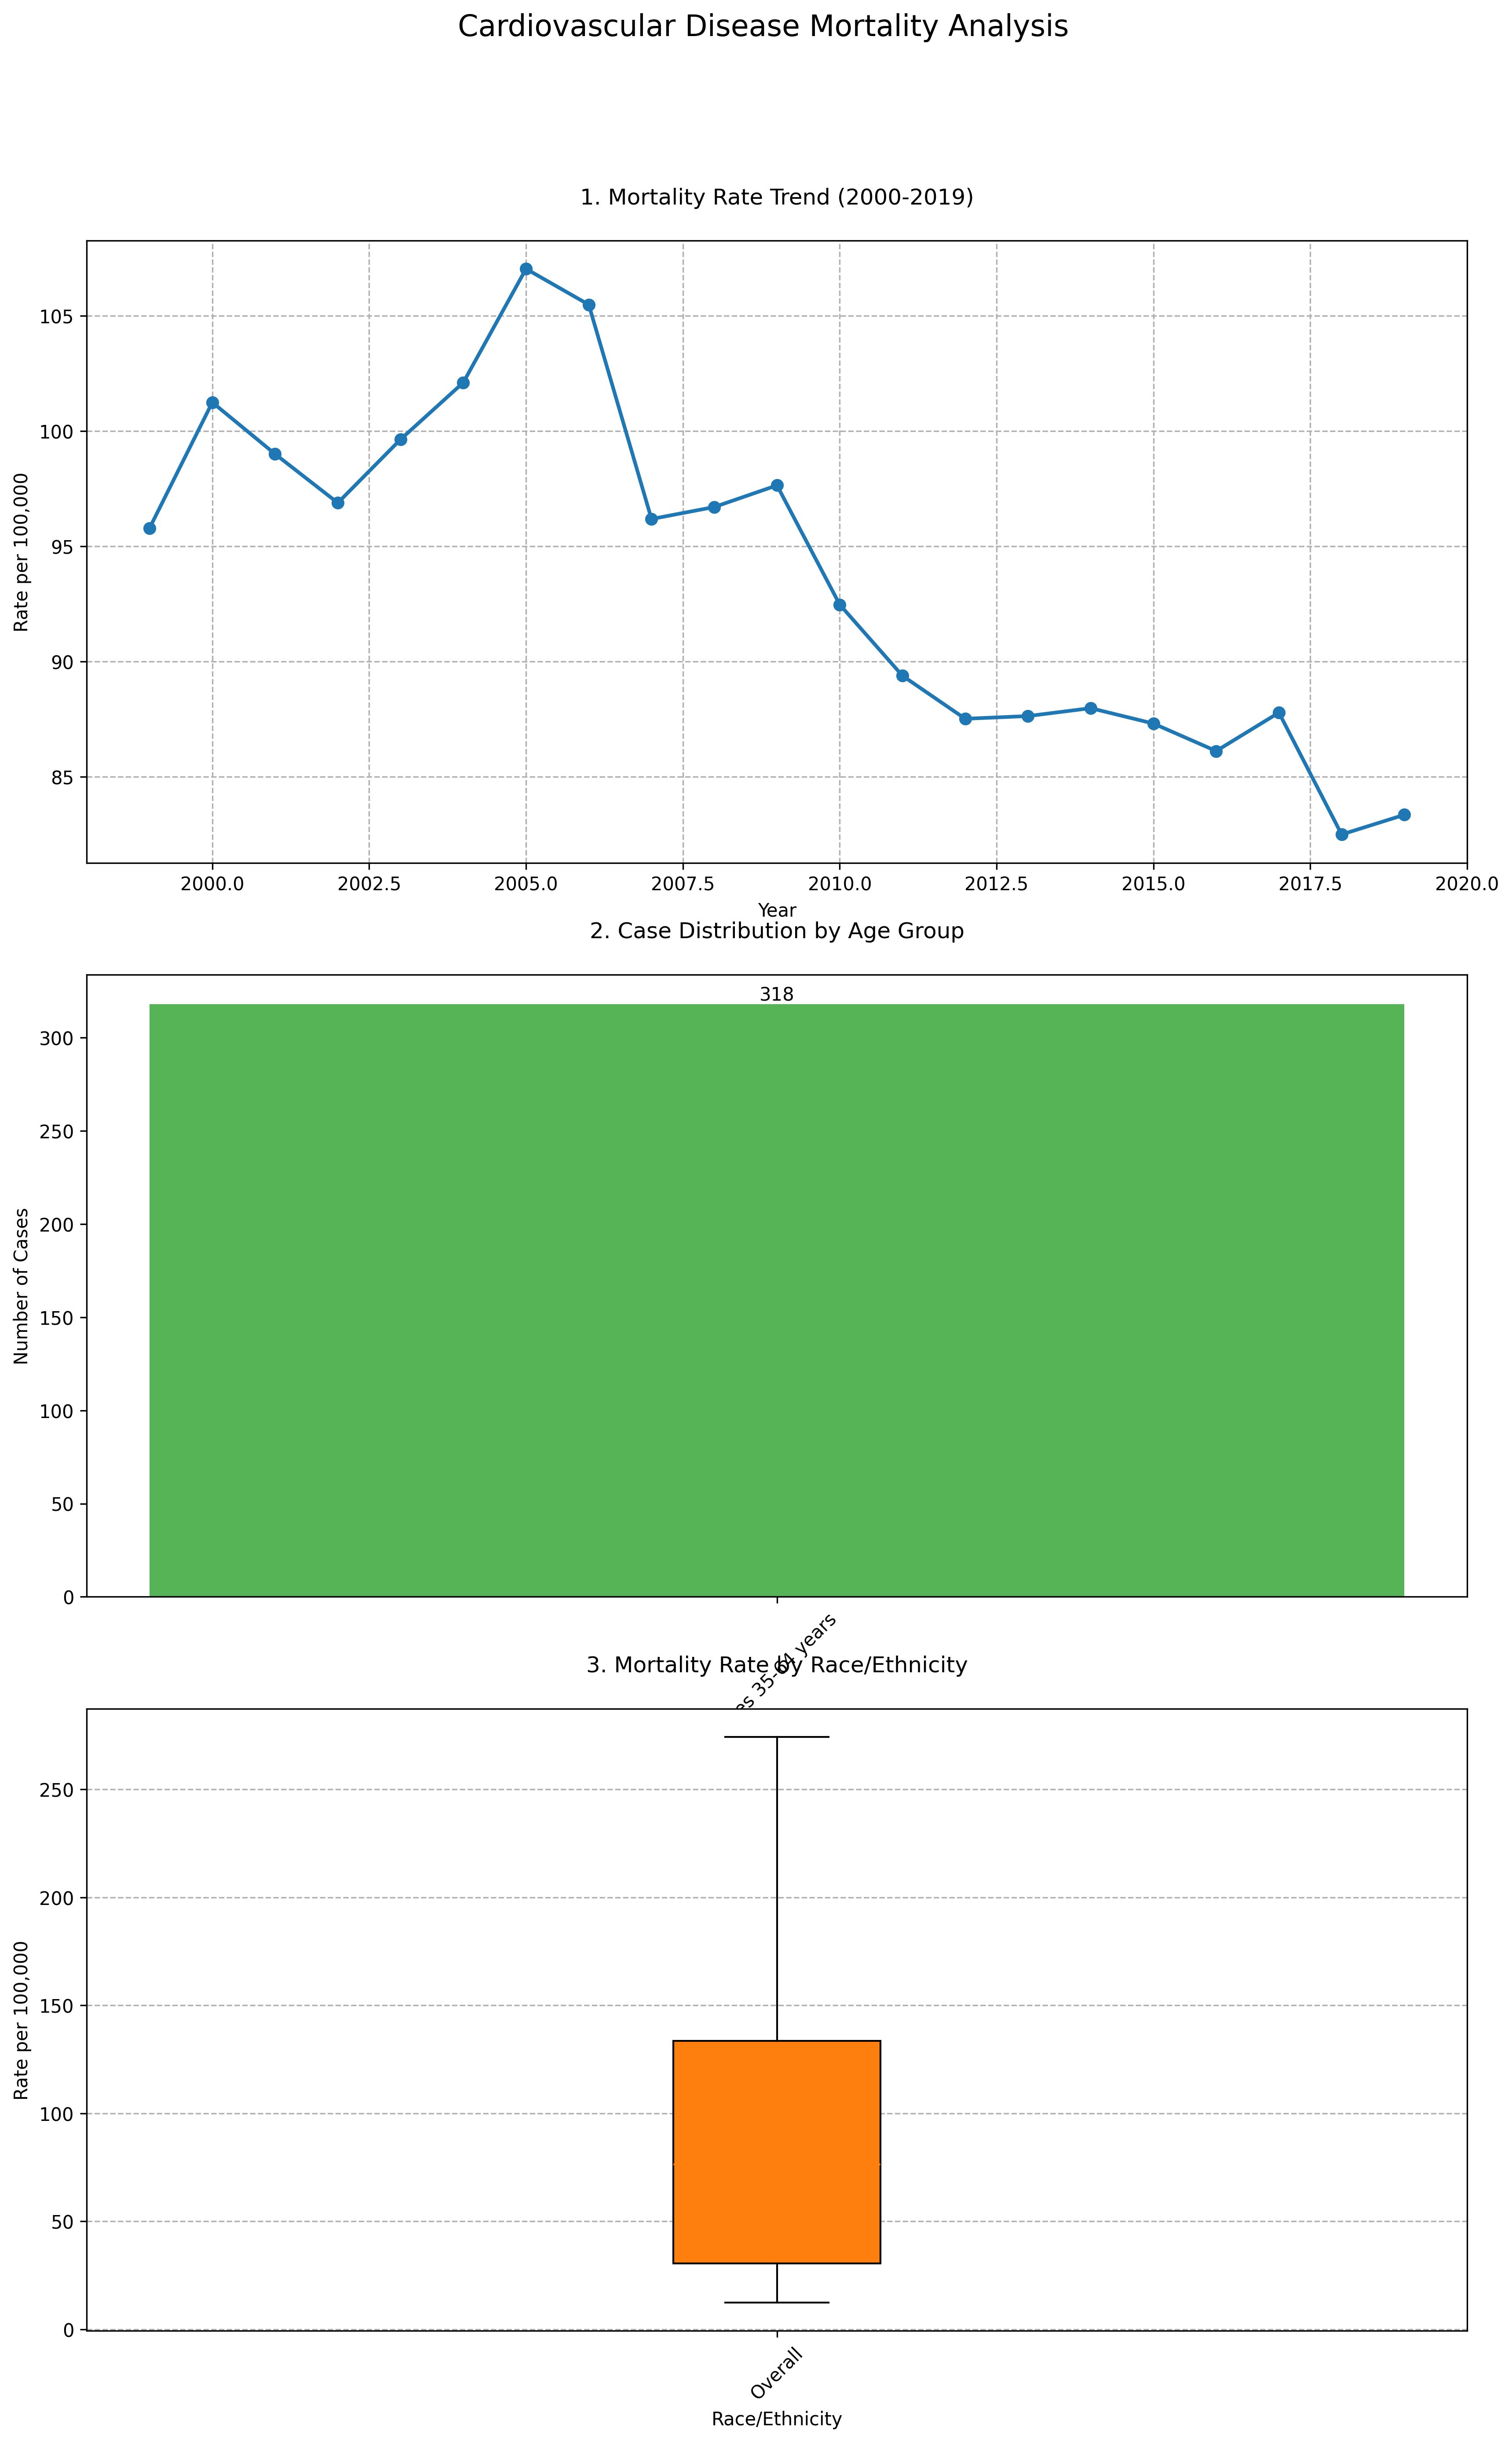 Cardiovascular Disease Mortality Analysis
1. Mortality Rate Trend (2000-2019)
Rate per 100,000
105
100
95
90
85
2000.0 2002.5 2005.0 2007.5 2010.0 2012.5 2015.0 2017.5 2020.0
Year
2. Case Distribution by Age Group
318
Number of Cases
300
250
200
150
100
50
0
35-64 years
3. Mortality Rate by Race/Ethnicity
Rate per 100,000
250
200
150
100
50
0
Overall
Race/Ethnicity